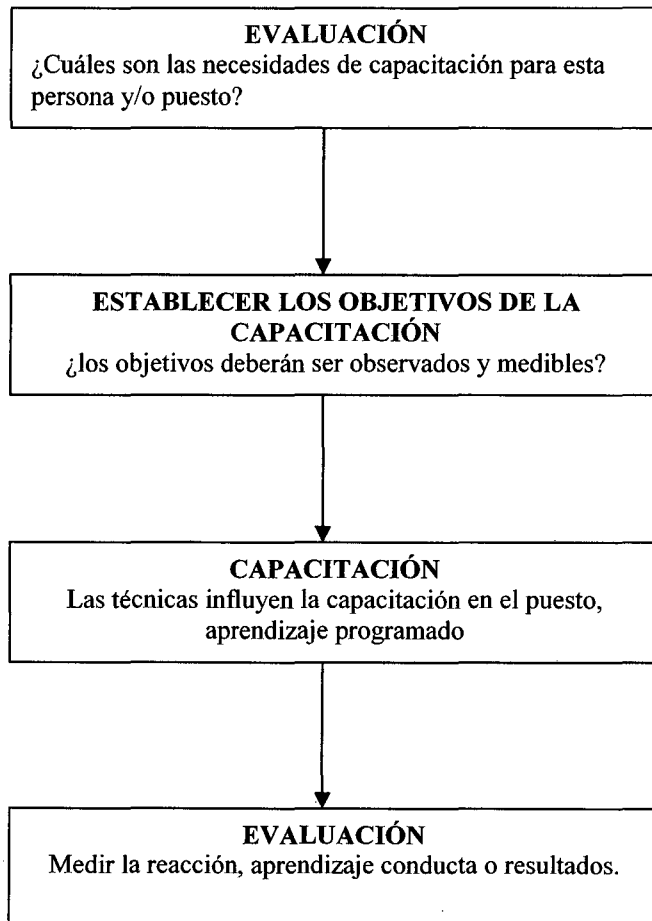 EVALUACIÓN
¿Cuáles son las necesidades de capacitación para esta
persona y/o puesto?
ESTABLECER LOS OBJETIVOS DE LA
CAPACITACIÓN
¿los objetivos deberán ser observados y medibles?
CAPACITACIÓN
Las técnicas influyen la capacitación en el puesto,
aprendizaje programado
EVALUACIÓN
Medir la reacción, aprendizaje conducta o resultados.